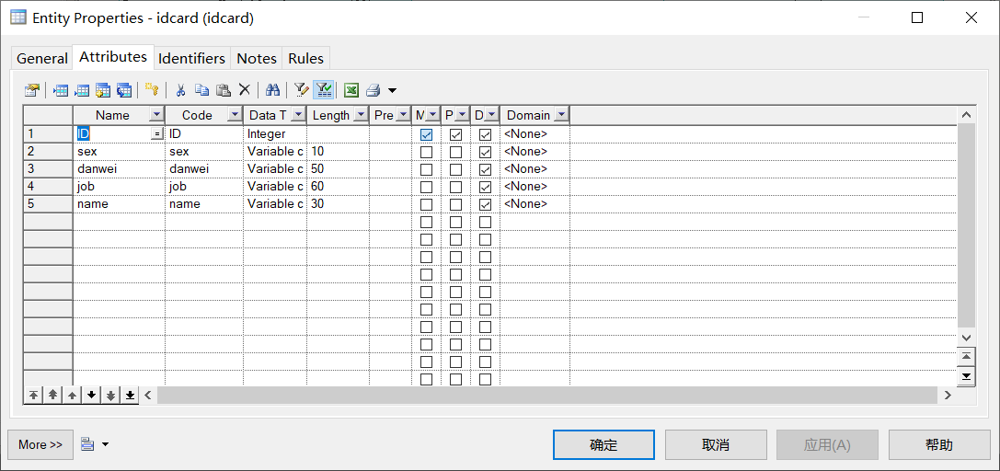 Entity Properties - idcard (idcard)
General Attributes Identifiers Notes Rules
Name Code Data T Length Pre M P D Domain
1 ID = ID Integer <None>
2 sex sex Variable c 10 <None>
3 danwei danwei Variable c 50 <None>
4 job job Variable c 60 <None>
5 name name Variable c 30 <None>
More >> 确定 取消 应用(A) 帮助